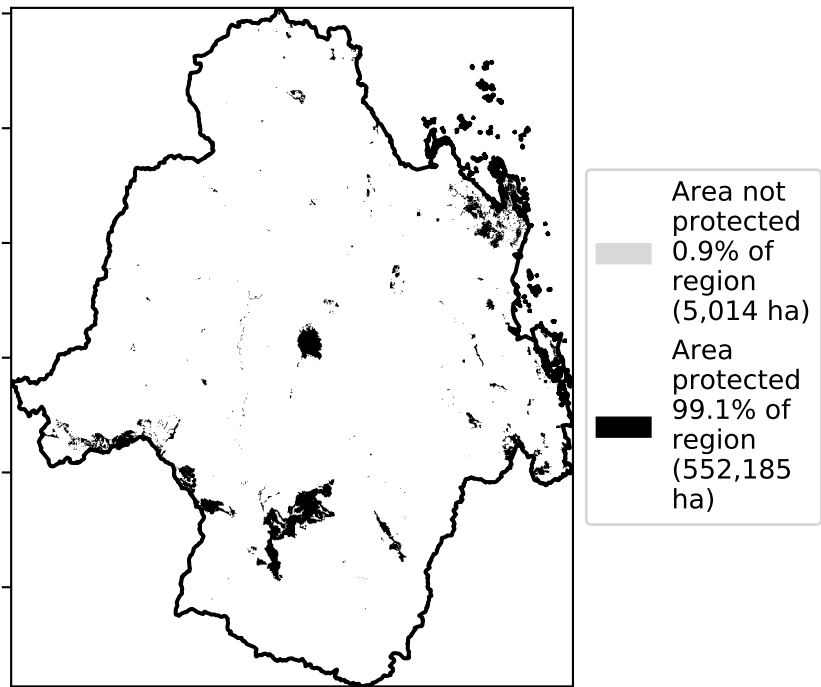 Area not
protected
0.9% of
region
(5,014 ha)
Area
protected
99.1% of
region
(552,185
ha)